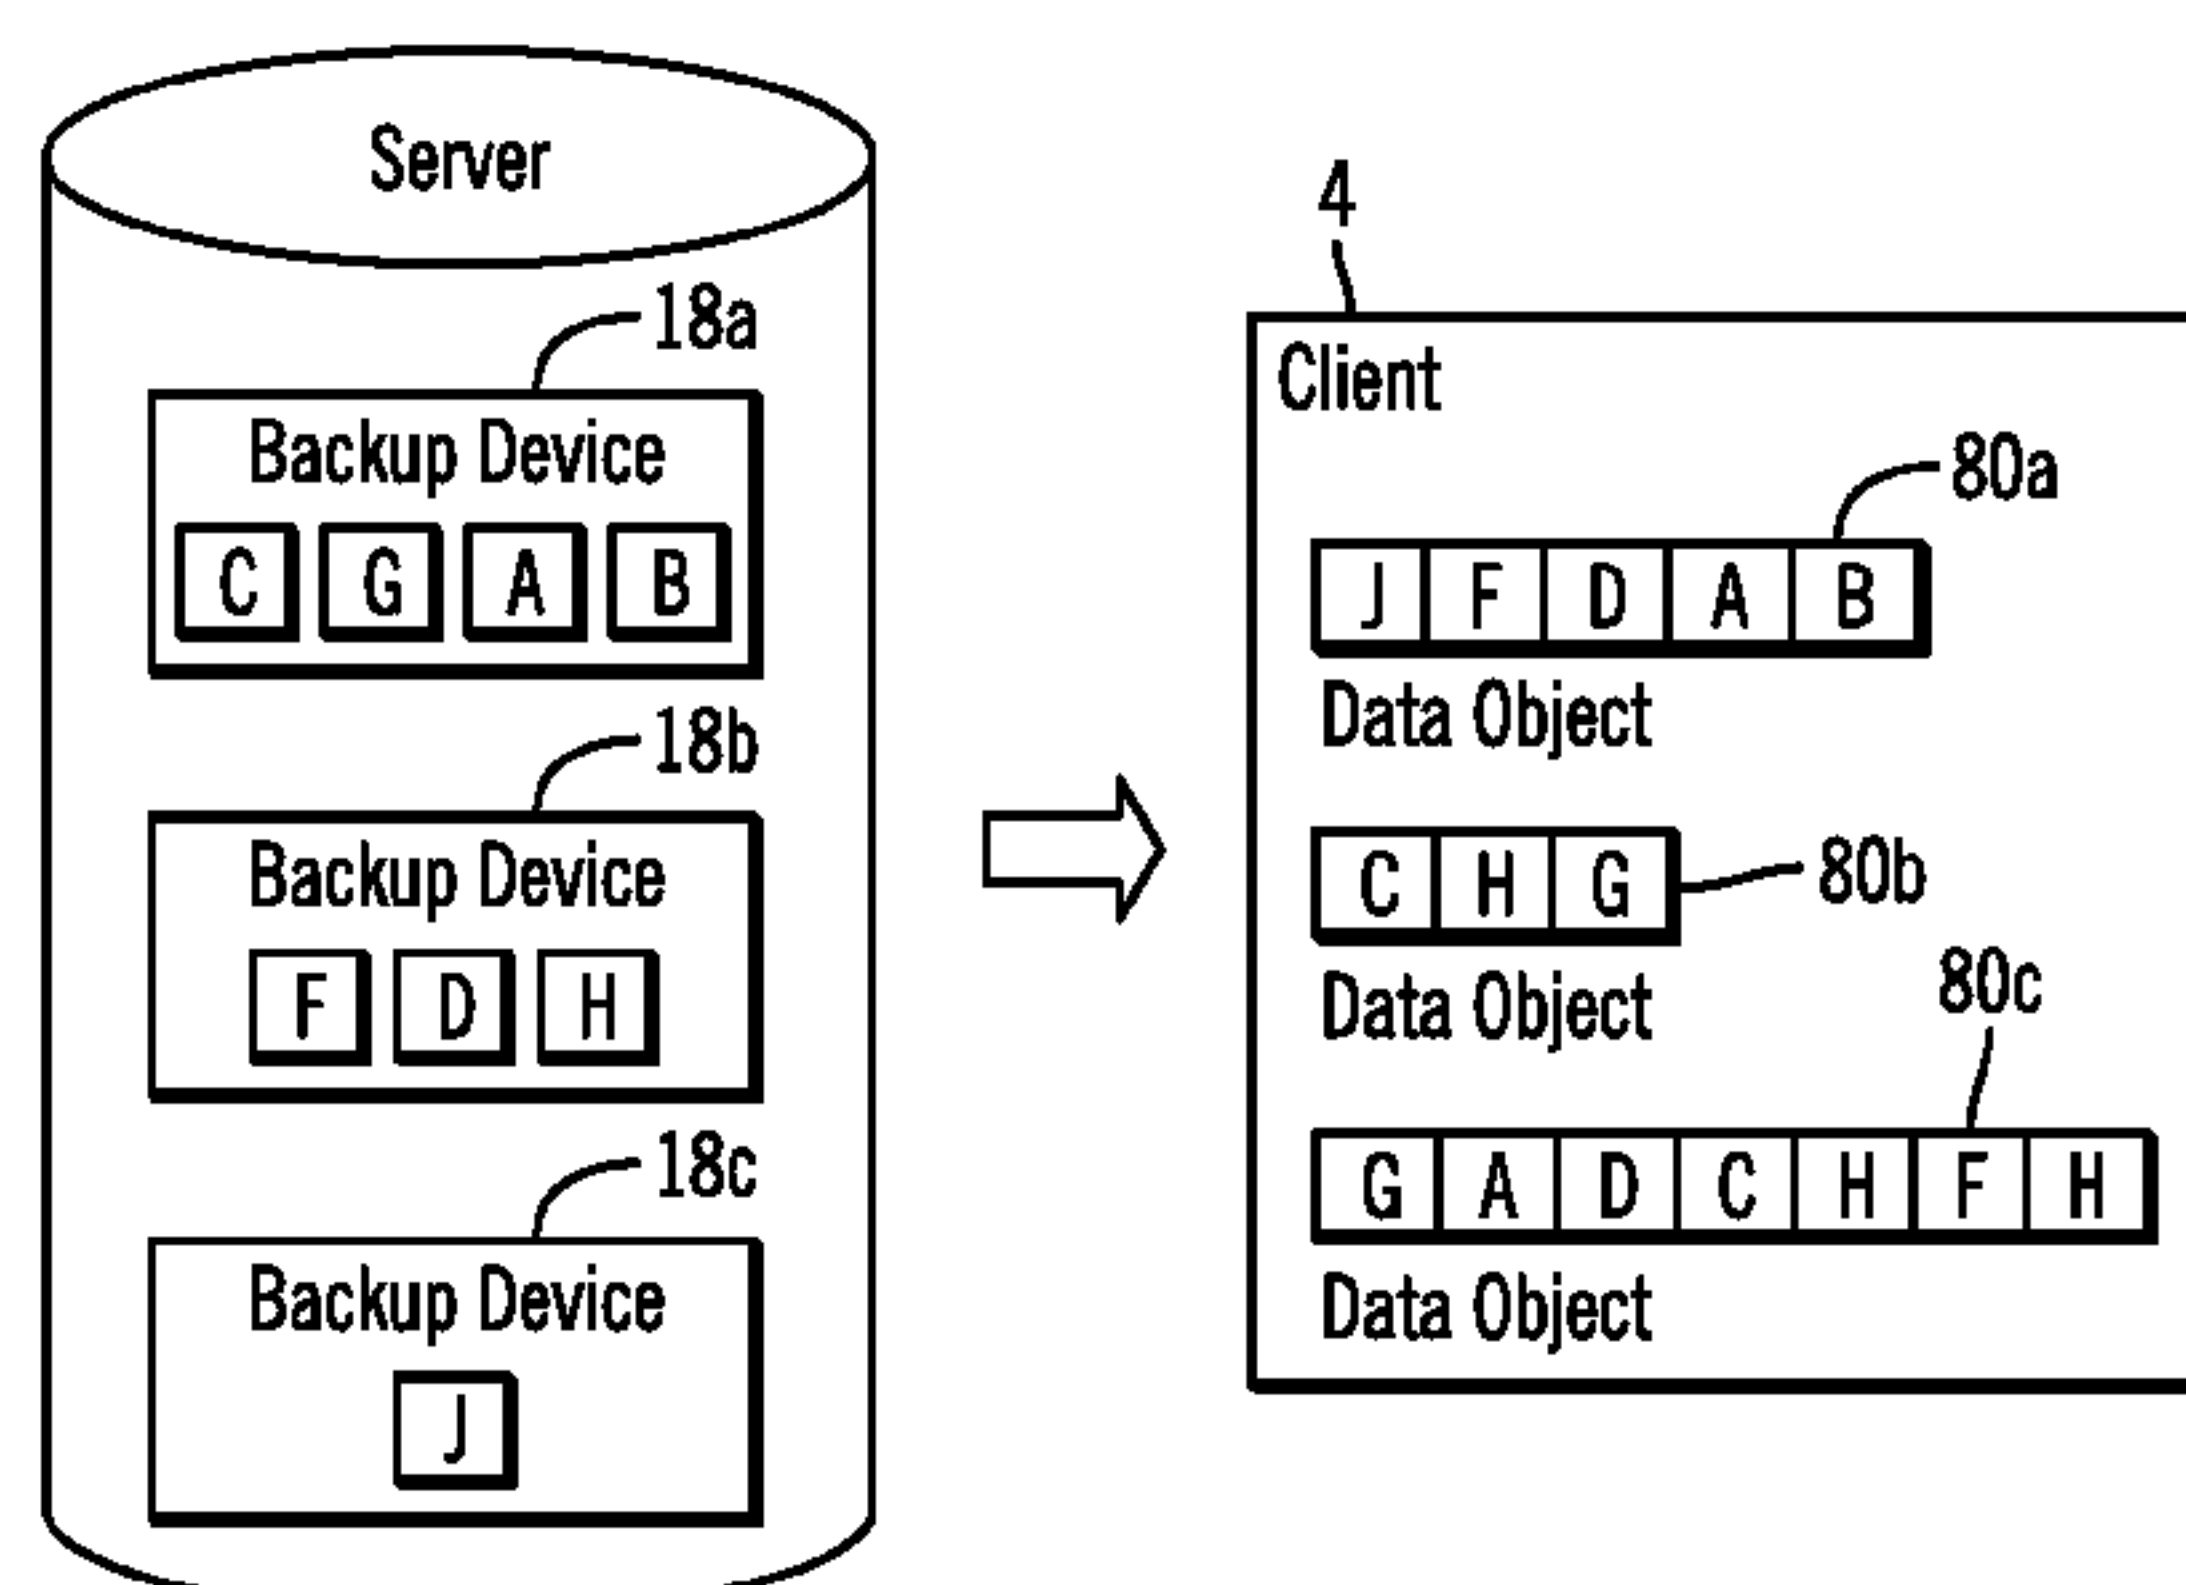 Server
18a
Backup Device
C G A B
18b
Backup Device
F D H
18c
Backup Device
J
4
Client
80a
J F D A B
Data Object
C H G
80b
Data Object
80c
G A D C H F H
Data Object